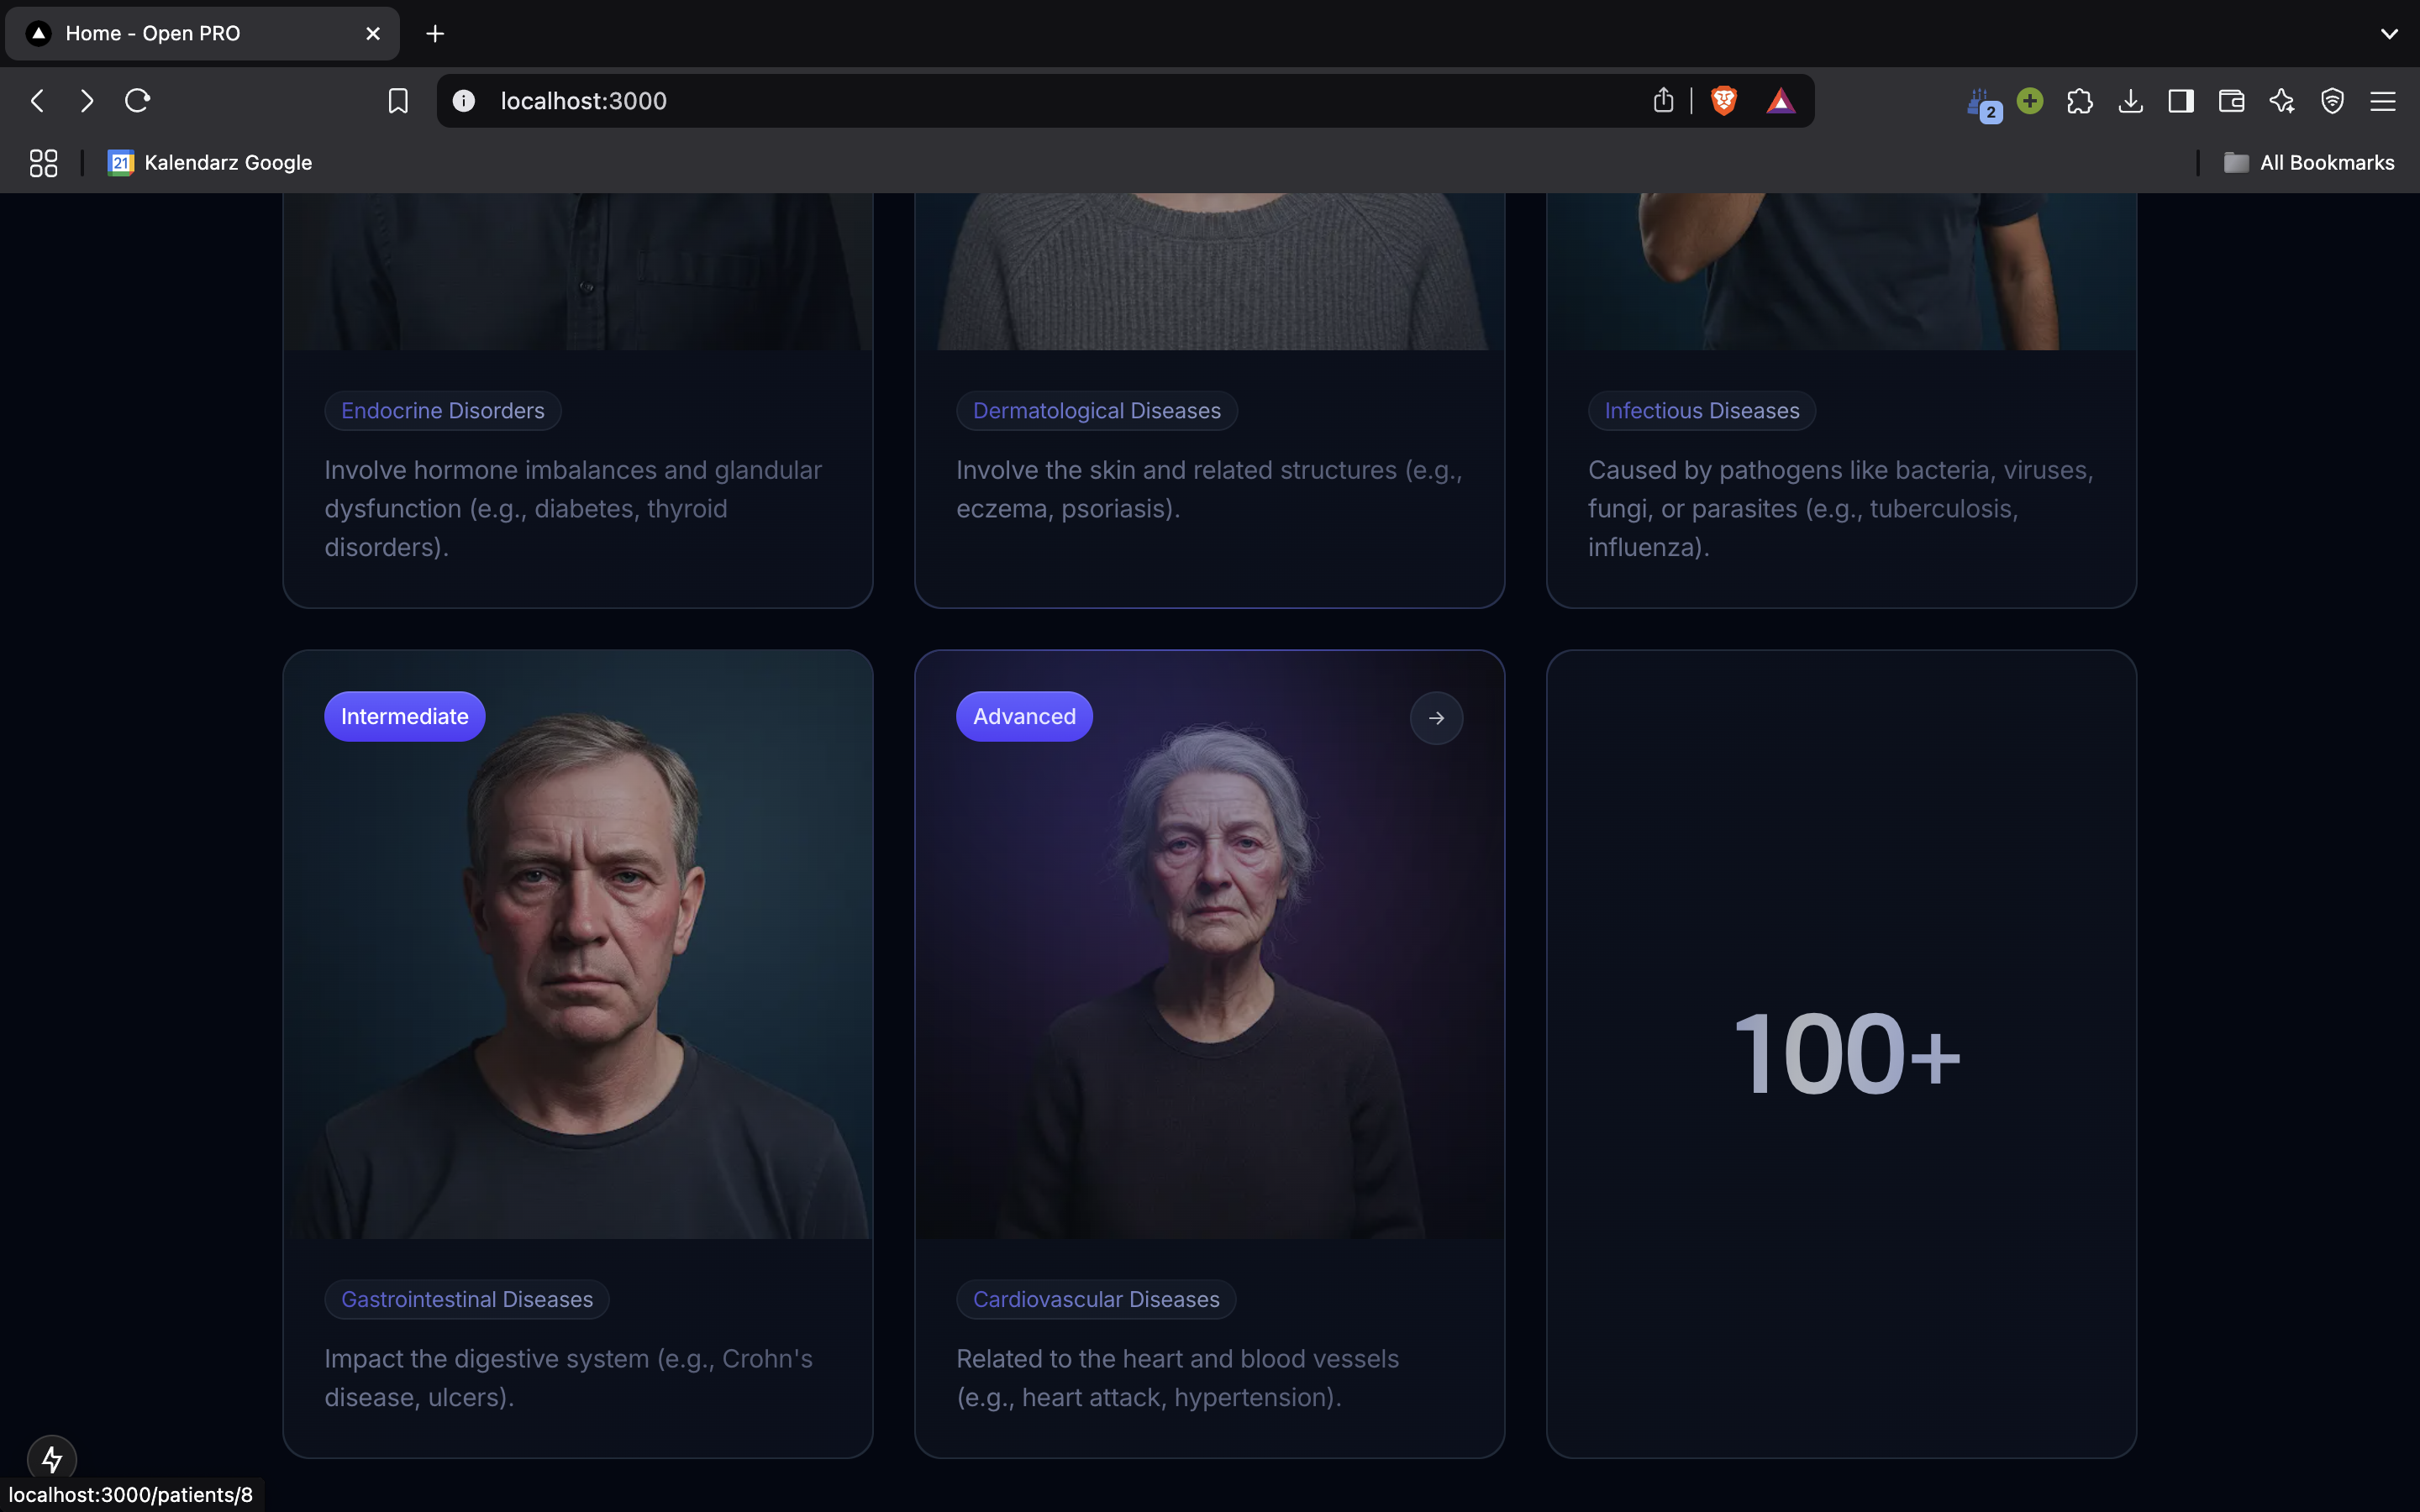 Home - Open PRO
localhost:3000
2
21 Kalendarz Google
All Bookmarks
Endocrine Disorders
Involve hormone imbalances and glandular
dysfunction (e.g., diabetes, thyroid
disorders).
Dermatological Diseases
Involve the skin and related structures (e.g.,
eczema, psoriasis).
Infectious Diseases
Caused by pathogens like bacteria, viruses,
fungi, or parasites (e.g., tuberculosis,
influenza).
Intermediate
Gastrointestinal Diseases
Impact the digestive system (e.g., Crohn's
disease, ulcers).
Advanced
Cardiovascular Diseases
Related to the heart and blood vessels
(e.g., heart attack, hypertension).
100+
localhost:3000/patients/8